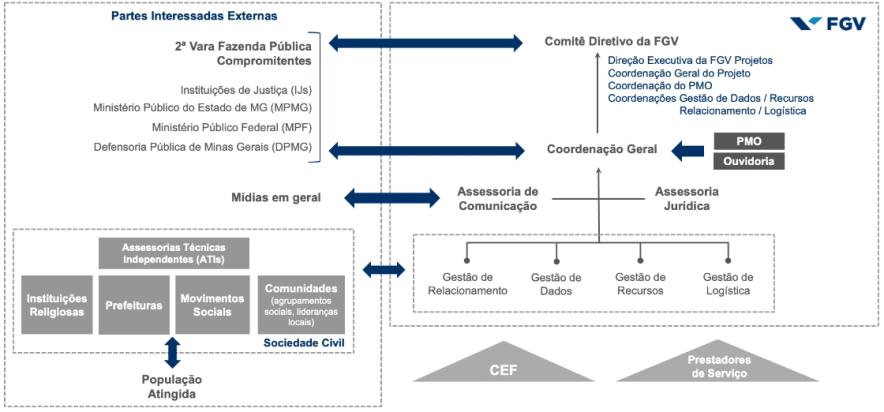 Partes Interessadas Externas
2ª Vara Fazenda Pública
Compromitentes
Instituições de Justiça (IJs)
Ministério Público do Estado de MG (MPMG)
Ministério Público Federal (MPF)
Defensoria Pública de Minas Gerais (DPMG)
Mídias em geral
Assessorias Técnicas
Independentes (ATIs)
Instituições
Religiosas
Prefeituras
Movimentos
Sociais
Comunidades
(agrupamentos
sociais, lideranças
locais)
Sociedade Civil
População
Atingida
FGV
Comitê Diretivo da FGV
Direção Executiva da FGV Projetos
Coordenação Geral do Projeto
Coordenação do PMO
Coordenações Gestão de Dados / Recursos
Relacionamento / Logística
Coordenação Geral
PMO
Ouvidoria
Assessoria de
Comunicação
Assessoria
Jurídica
Gestão de
Relacionamento
Gestão de
Dados
Gestão de
Recursos
Gestão de
Logística
CEF
Prestadores
de Serviço